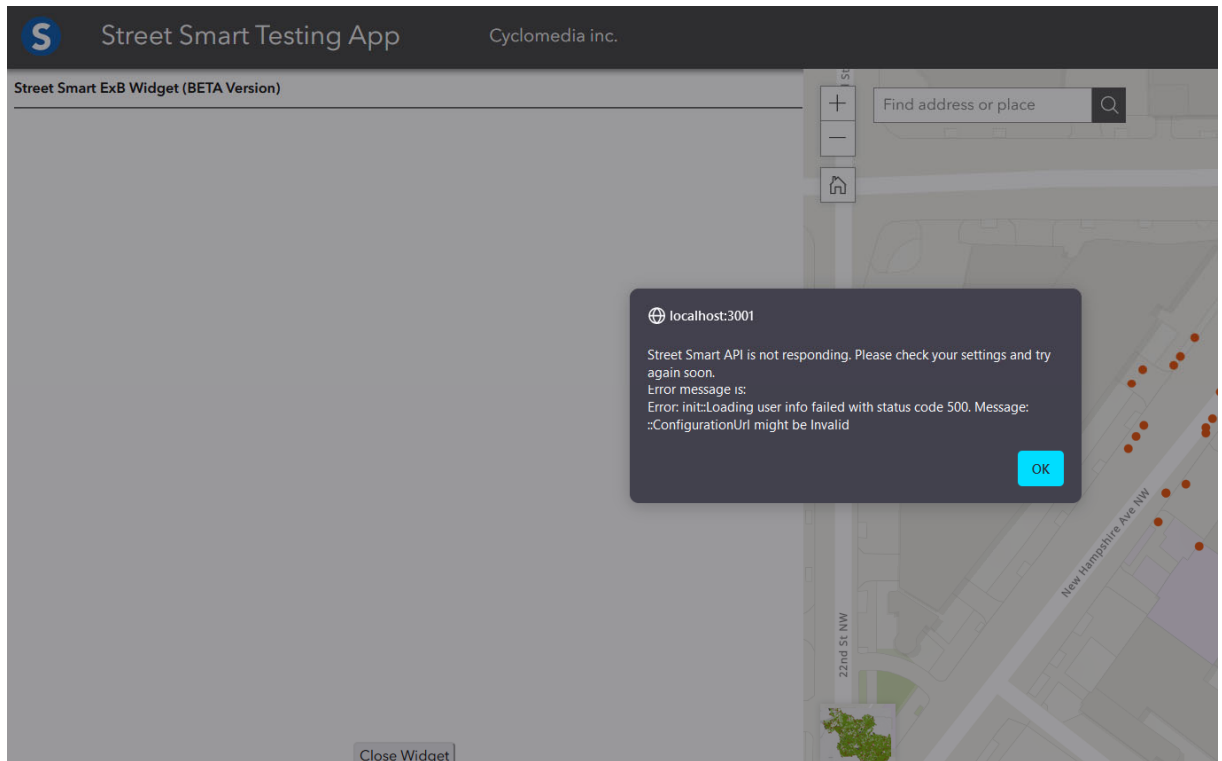 S
Street Smart Testing App
Cyclomedia inc.
Street Smart ExB Widget (BETA Version)
Find address or place
localhost:3001
Street Smart API is not responding. Please check your settings and try
again soon.
Error message is:
Error: init::Loading user info failed with status code 500. Message:
::ConfigurationUrl might be Invalid
OK
New Hampshire Ave NW
22nd St NW
Close Widget